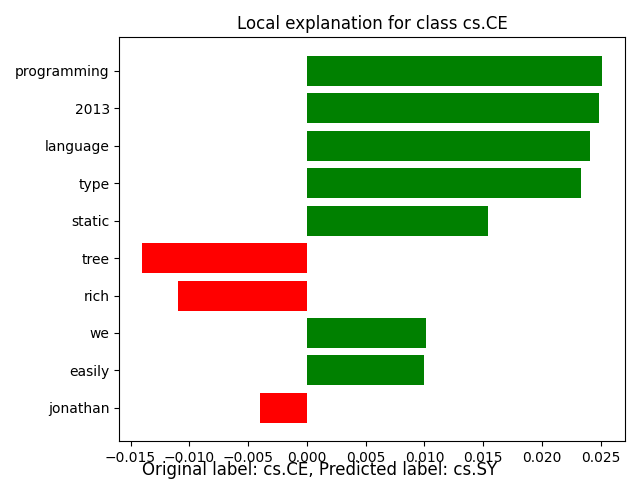 Local explanation for class cs.CE
programming
2013
language
type
static
tree
rich
we
easily
jonathan
−0.015 −0.010 −0.005 0.000 0.005 0.010 0.015 0.020 0.025
Original label: cs.CE, Predicted label: cs.SY